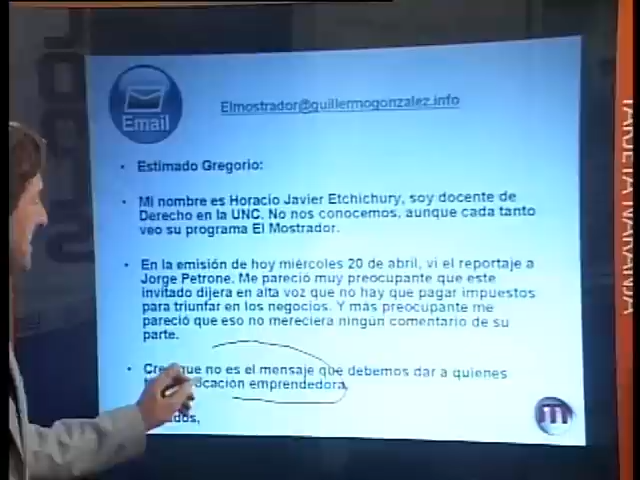 Email
Elmostrador@guillermogonzalez.info
Estimado Gregorio:
Mi nombre es Horacio Javier Etchichury, soy docente de
Derecho en la UNC. No nos conocemos, aunque cada tanto
veo su programa El Mostrador.
En la emisión de hoy miércoles 20 de abril, vi el reportaje a
Jorge Petrone. Me pareció muy preocupante que este
invitado dijera en alta voz que no hay que pagar impuestos
para triunfar en los negocios. Y más preocupante me
pareció que eso no mereciera ningún comentario de su
parte.
no es el mensaje que debemos dar a quienes
emprendedora,
m
TARJETA NARANJA